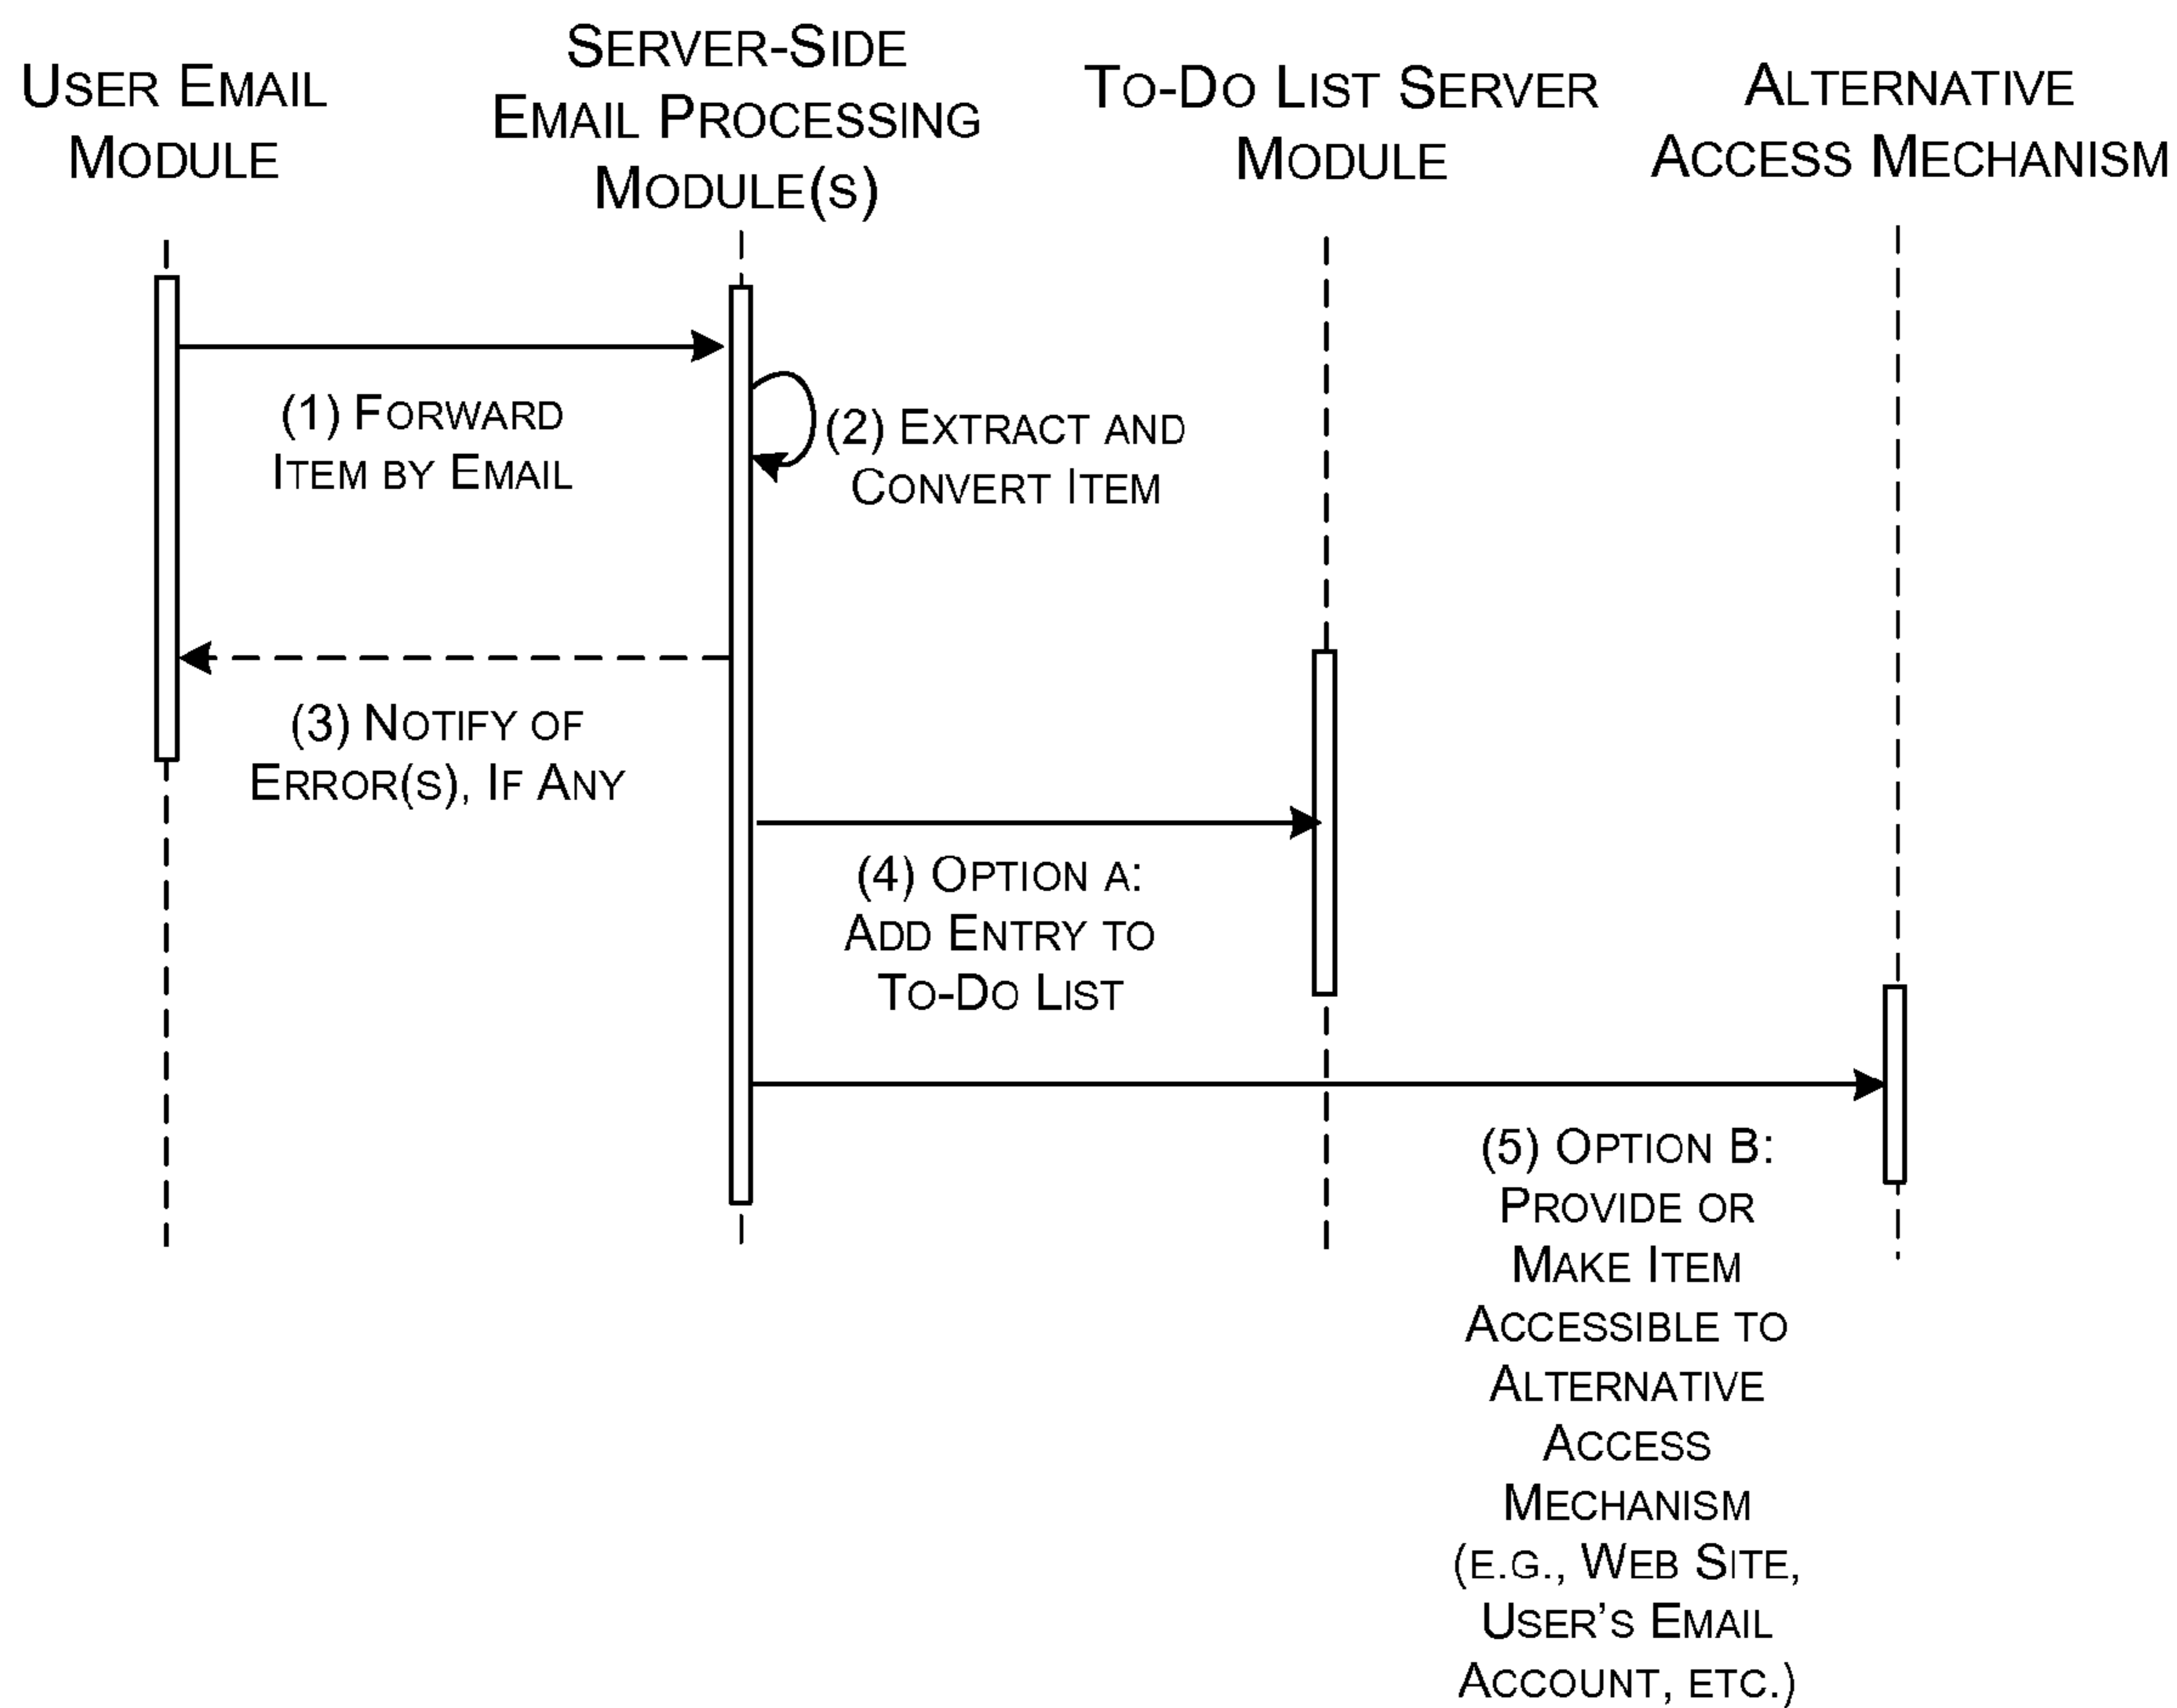 USER EMAIL
MODULE
SERVER-SIDE
EMAIL PROCESSING
MODULE(S)
TO-DO LIST SERVER
MODULE
ALTERNATIVE
ACCESS MECHANISM
(1) FORWARD
ITEM BY EMAIL
(2) EXTRACT AND
CONVERT ITEM
(3) NOTIFY OF
ERROR(S), IF ANY
(4) OPTION A:
ADD ENTRY TO
TO-DO LIST
(5) OPTION B:
PROVIDE OR
MAKE ITEM
ACCESSIBLE TO
ALTERNATIVE
ACCESS
MECHANISM
(E.G., WEB SITE,
USER'S EMAIL
ACCOUNT, ETC.)